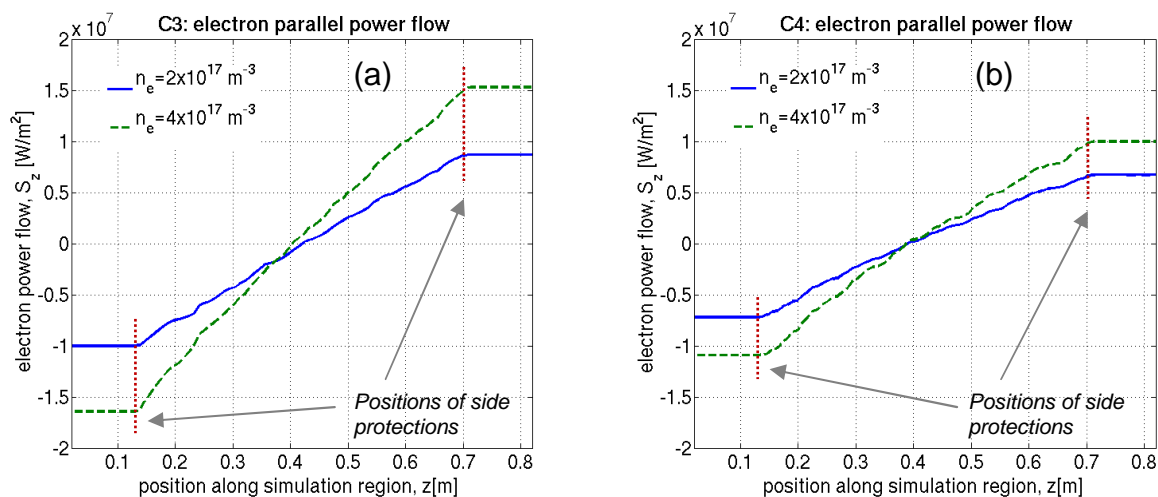 C3: electron parallel power flow
x 10^7
(a)
n_e=2x10^17 m^-3
n_e=4x10^17 m^-3
electron power flow, S_z [W/m^2]
2
1.5
1
0.5
0
-0.5
-1
-1.5
-2
Positions of side
protections
0.1 0.2 0.3 0.4 0.5 0.6 0.7 0.8
position along simulation region, z[m]
C4: electron parallel power flow
x 10^7
(b)
n_e=2x10^17 m^-3
n_e=4x10^17 m^-3
electron power flow, S_z [W/m^2]
2
1.5
1
0.5
0
-0.5
-1
-1.5
-2
Positions of side
protections
0.1 0.2 0.3 0.4 0.5 0.6 0.7 0.8
position along simulation region, z[m]